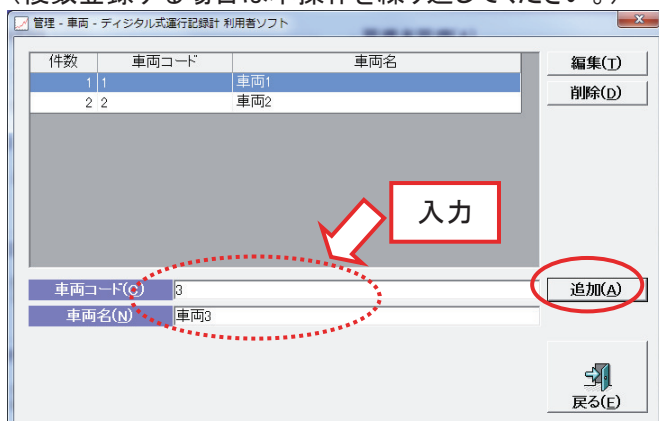 (複数登録する場合は本操作を繰り返してください。)
管理 - 車両 - ディジタル式運行記録計 利用者ソフト
件数 車両コード 車両名
編集(T)
1 1 車両1
削除(D)
2 2 車両2
入力
車両コード(C) 3
追加(A)
車両名(N) 車両3
戻る(E)